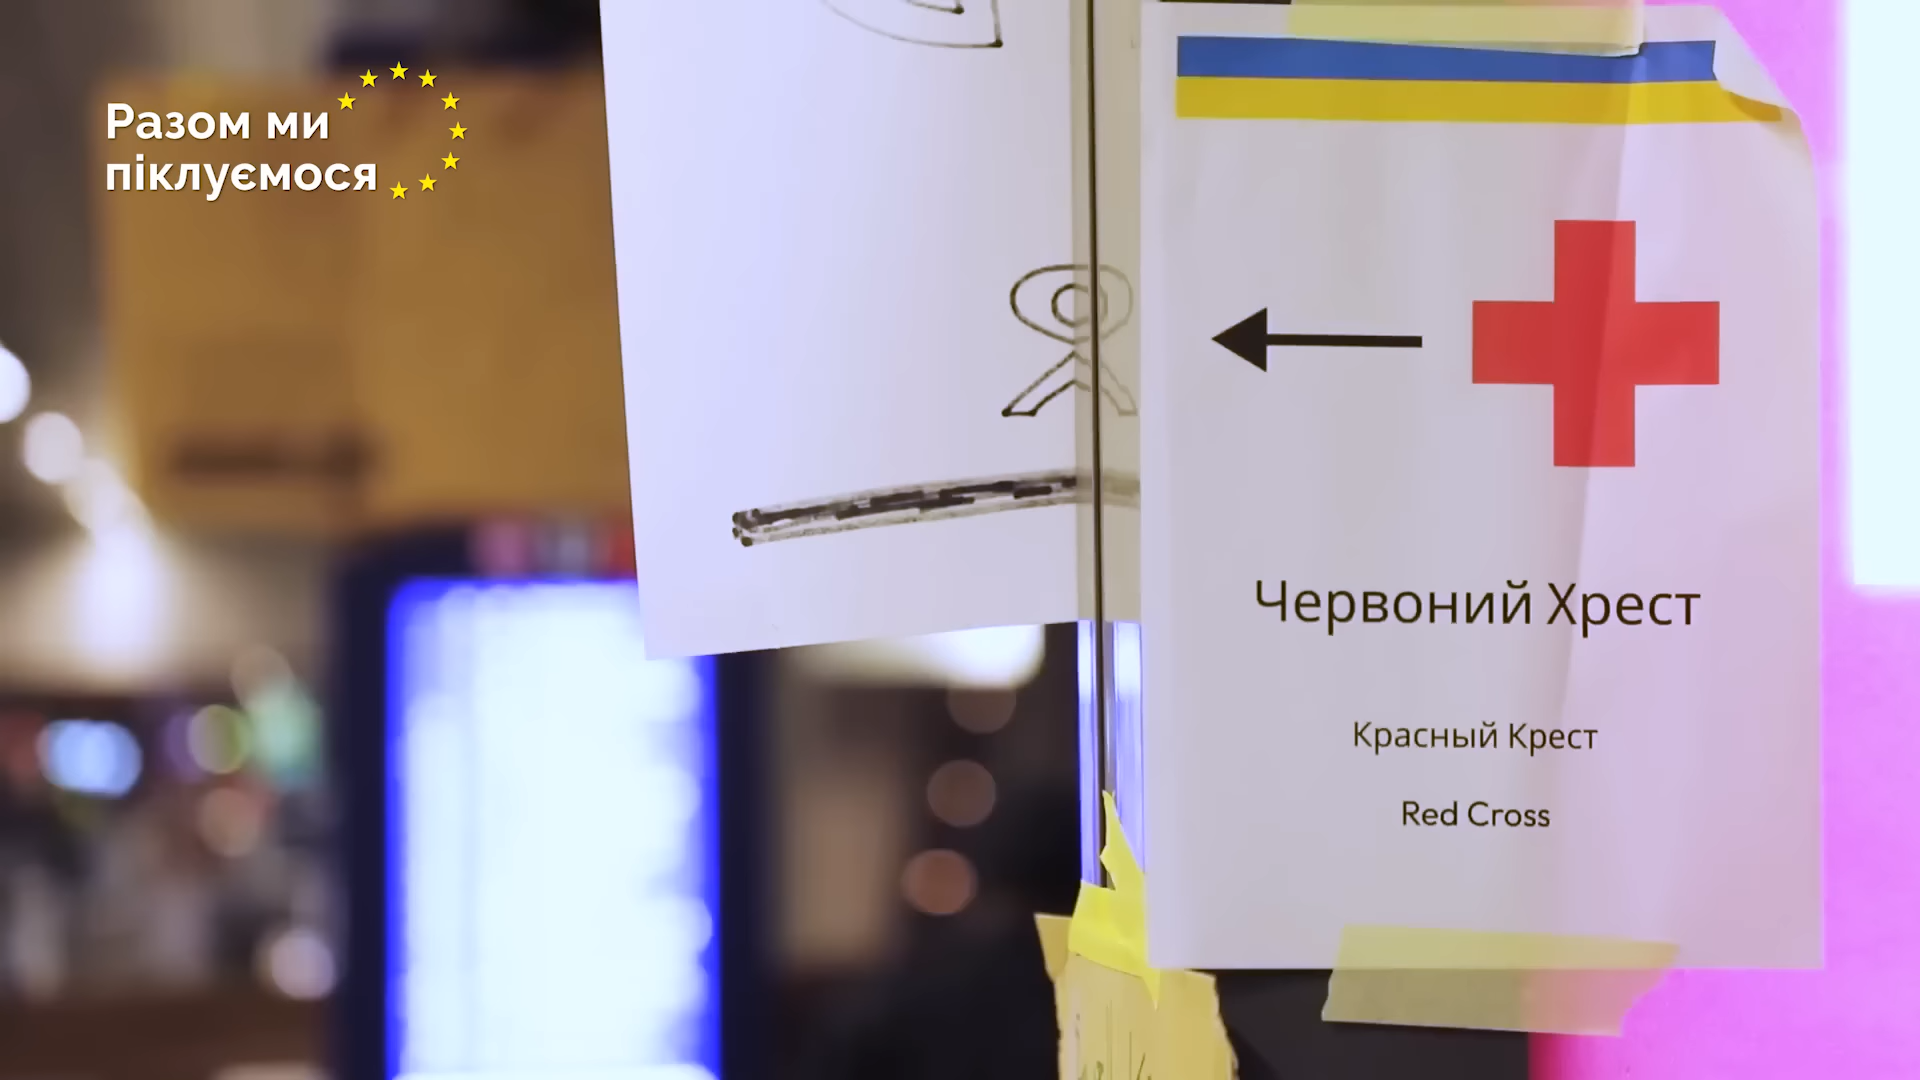 Разом ми
піклуємося
Червоний Хрест
Красный Крест
Red Cross